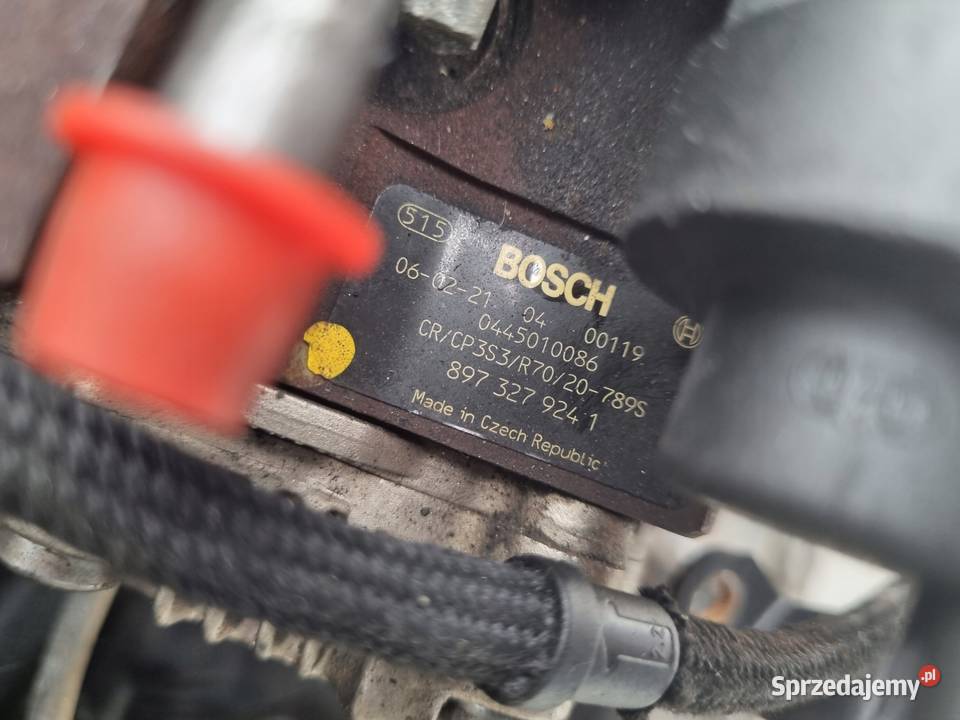 515
BOSCH
06-02-21 04 00119
0445010086
CR/CP3S3/R70/20-789S
897 327 924 1
Made in Czech Republic
Sprzedajemy.pl